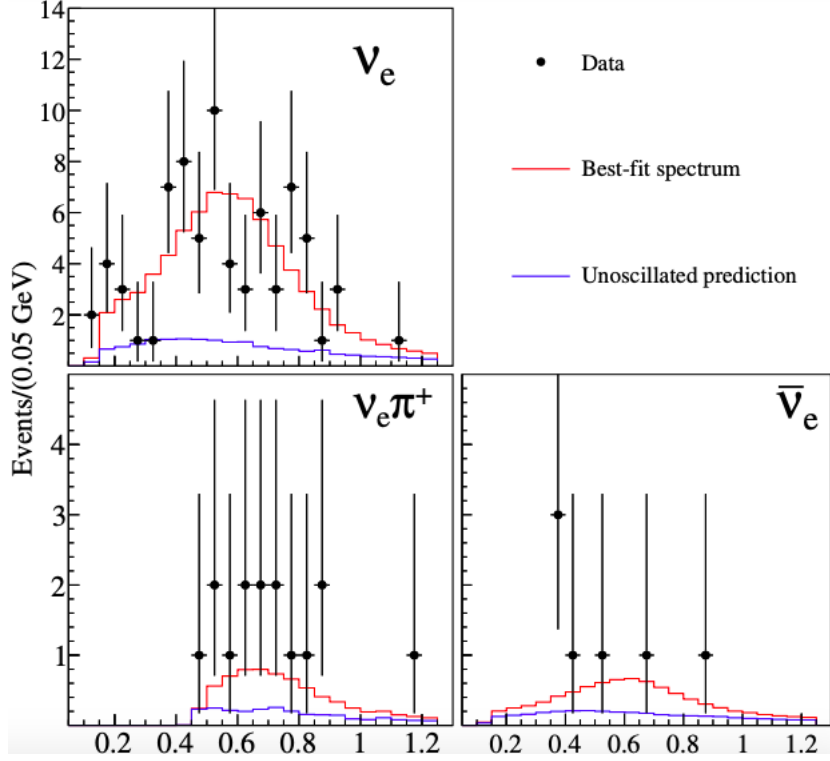 14
12
10
8
6
4
2
νe
Data
Best-fit spectrum
Unoscillated prediction
Events/(0.05 GeV)
4
3
2
1
νeπ+
ν̅e
0.2 0.4 0.6 0.8 1 1.2
0.2 0.4 0.6 0.8 1 1.2